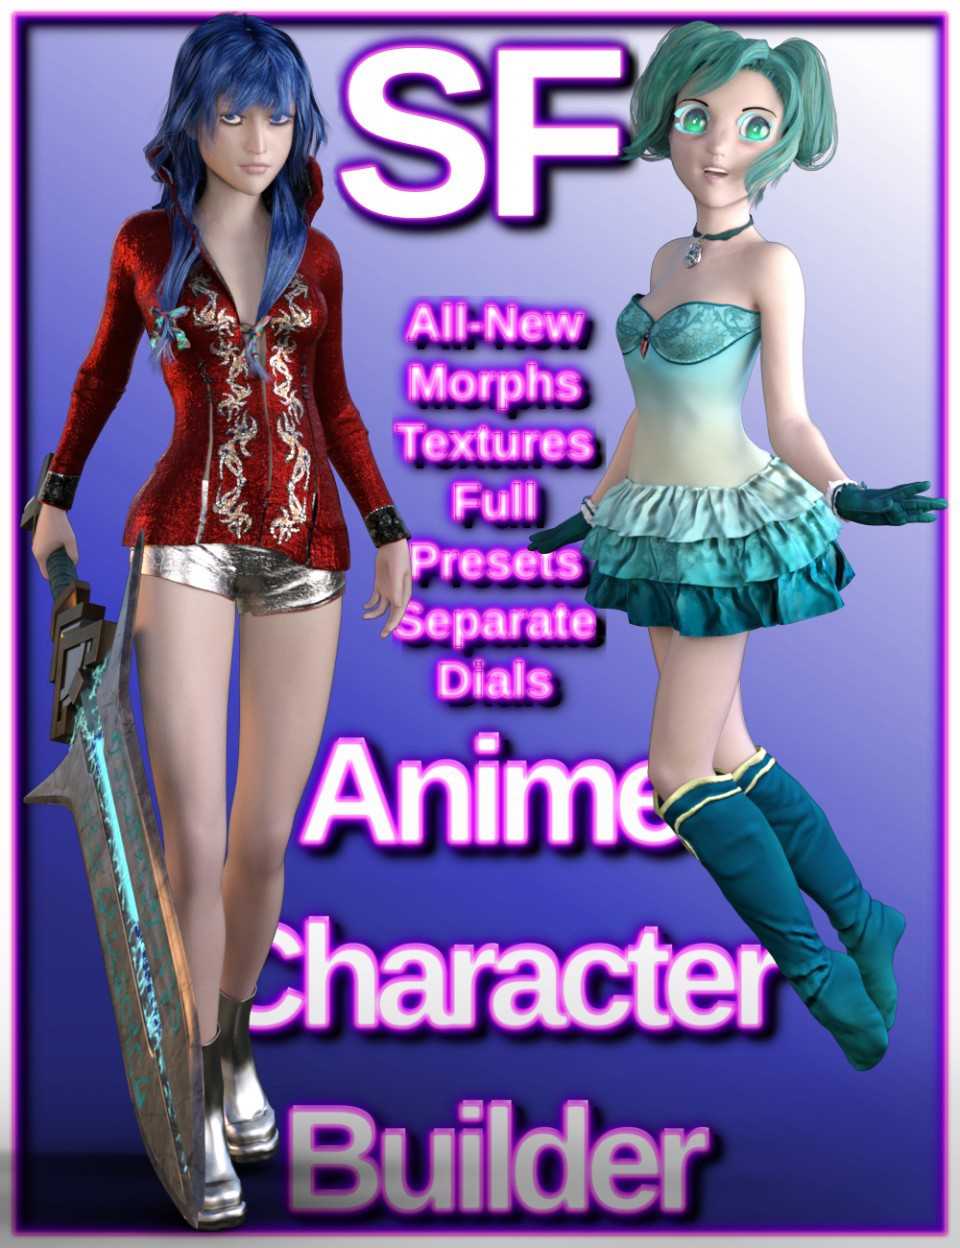 SF
All-New
Morphs
Textures
Full
Presets
Separate
Dials
Anime
Character
Builder